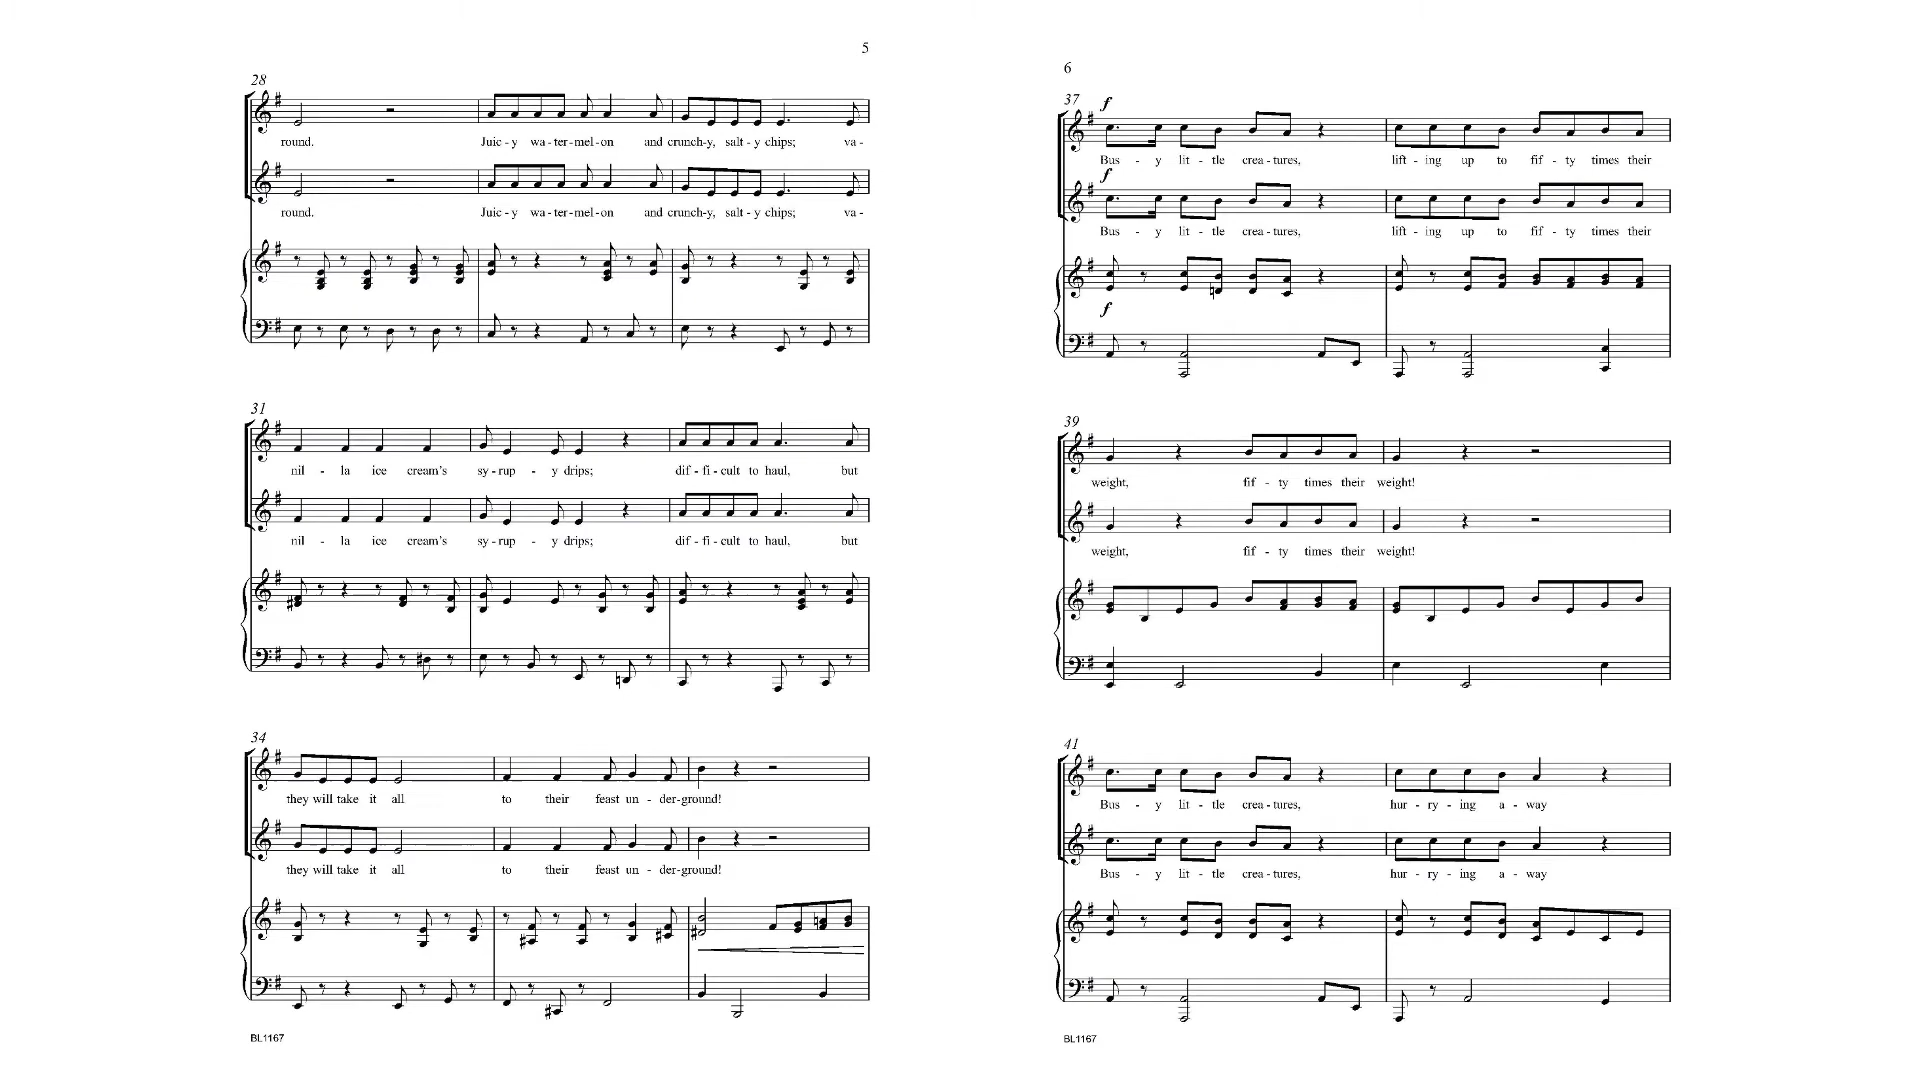 5
28
round. Juic - y wa - ter - mel - on and crunch - y, salt - y chips; va -
round. Juic - y wa - ter - mel - on and crunch - y, salt - y chips; va -
31
nil - la ice cream's sy - rup - y drips; dif - fi - cult to haul, but
nil - la ice cream's sy - rup - y drips; dif - fi - cult to haul, but
34
they will take it all to their feast un - der - ground!
they will take it all to their feast un - der - ground!
BL1167
6
37
f
Bus - y lit - tle crea - tures, lift - ing up to fif - ty times their
f
Bus - y lit - tle crea - tures, lift - ing up to fif - ty times their
f
39
weight, fif - ty times their weight!
weight, fif - ty times their weight!
41
Bus - y lit - tle crea - tures, hur - ry - ing a - way
Bus - y lit - tle crea - tures, hur - ry - ing a - way
BL1167